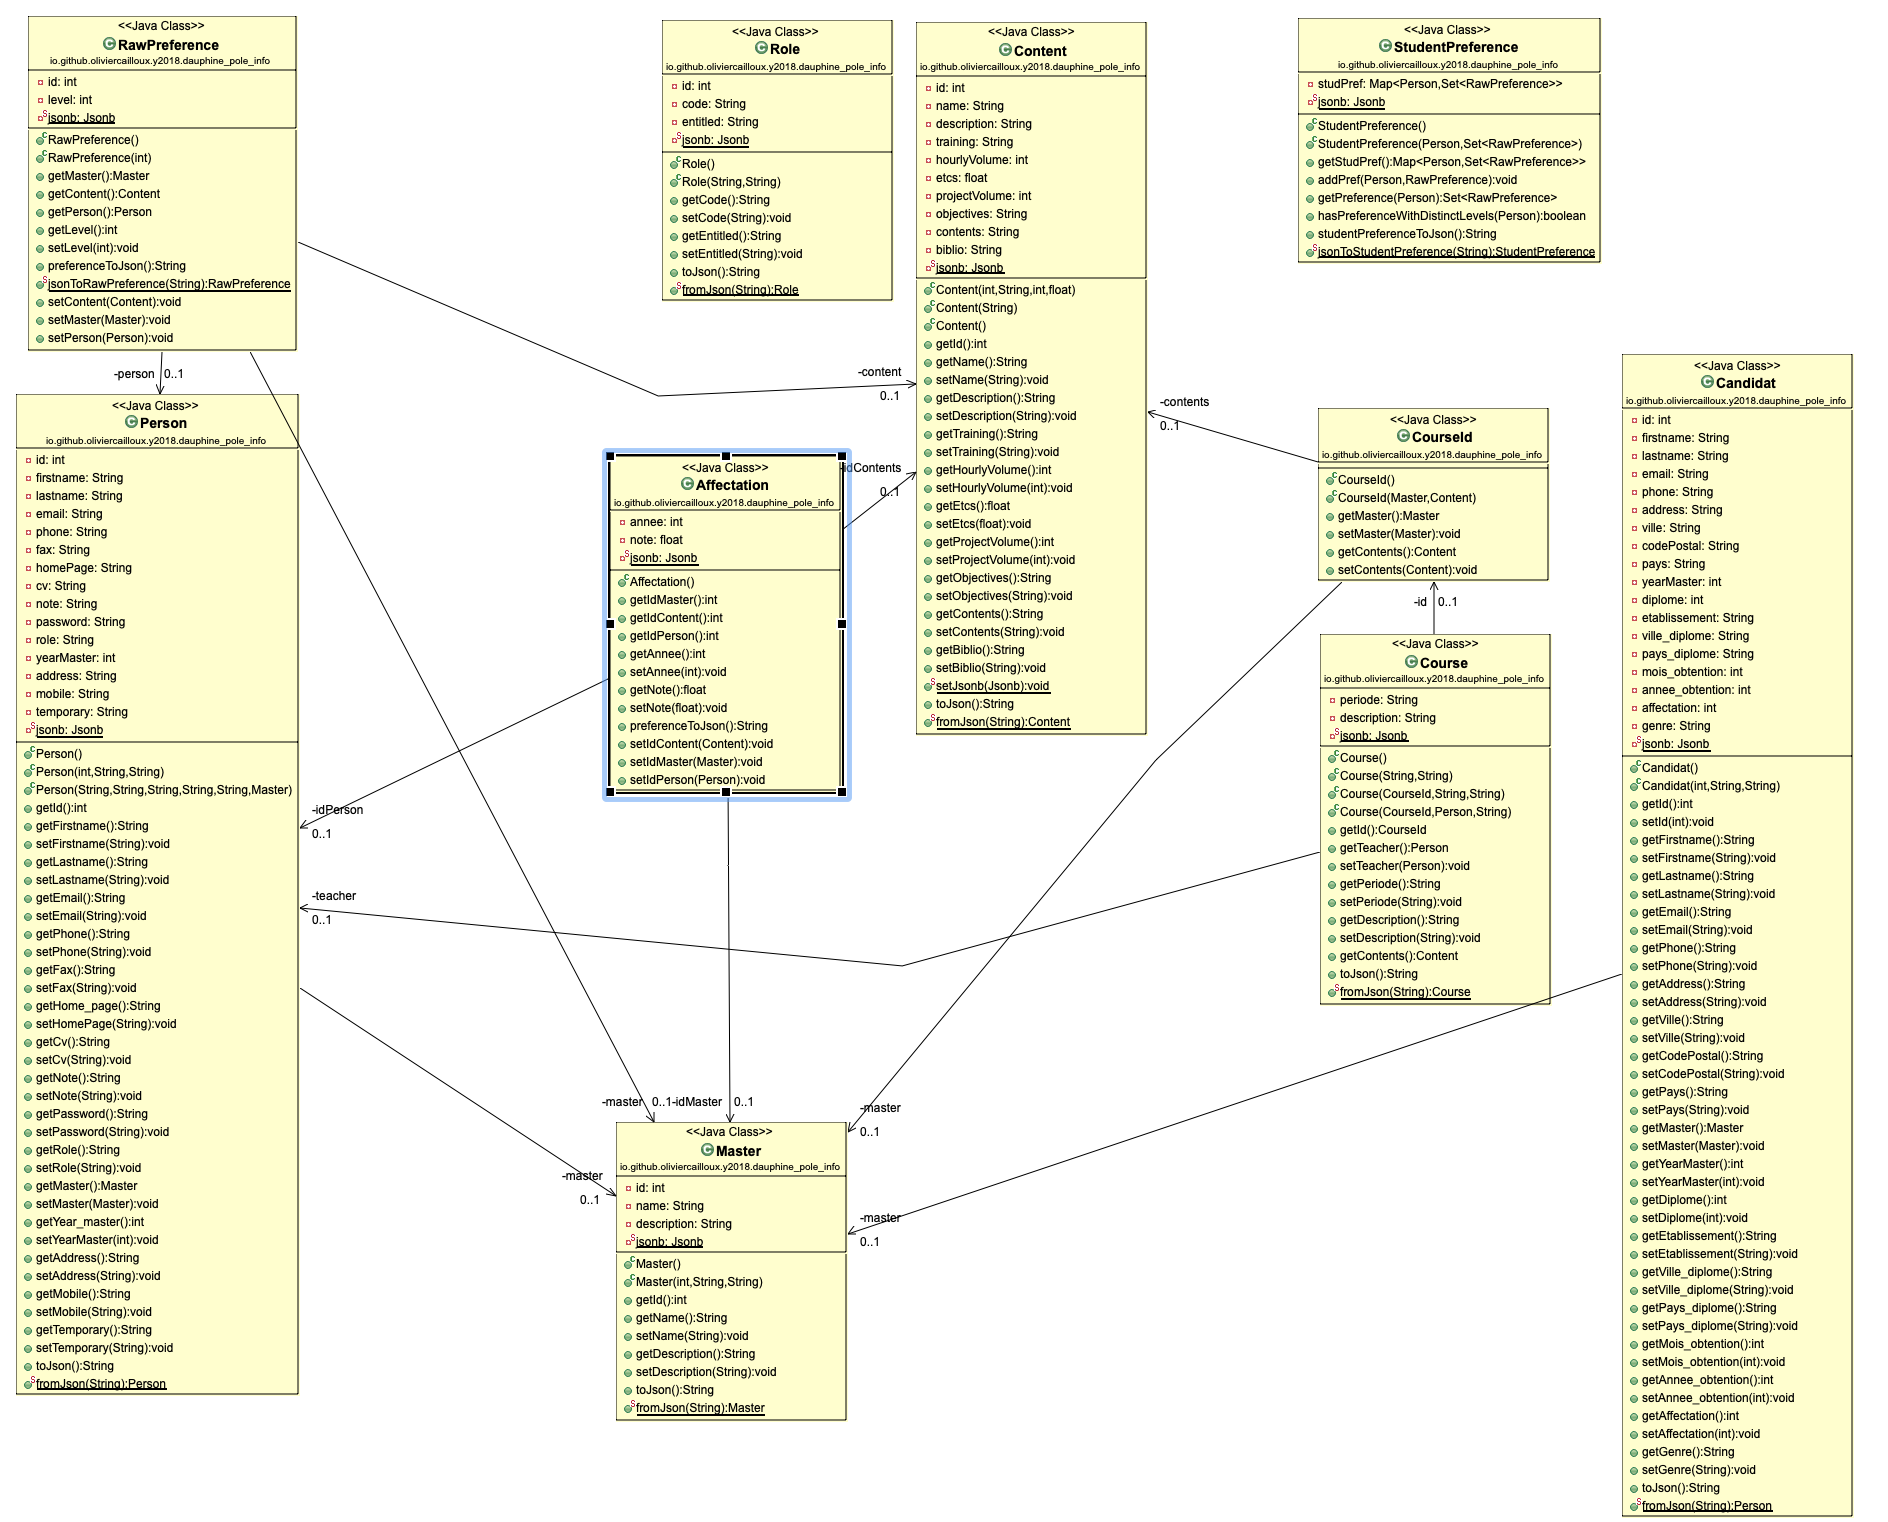 <<Java Class>>
RawPreference
io.github.oliviercailloux.y2018.dauphine_pole_info
id: int
level: int
jsonb: Jsonb
RawPreference()
RawPreference(int)
getMaster():Master
getContent():Content
getPerson():Person
getLevel():int
setLevel(int):void
preferenceToJson():String
jsonToRawPreference(String):RawPreference
setContent(Content):void
setMaster(Master):void
setPerson(Person):void
<<Java Class>>
Role
io.github.oliviercailloux.y2018.dauphine_pole_info
id: int
code: String
entitled: String
jsonb: Jsonb
Role()
Role(String,String)
getCode():String
setCode(String):void
getEntitled():String
setEntitled(String):void
toJson():String
fromJson(String):Role
<<Java Class>>
Content
io.github.oliviercailloux.y2018.dauphine_pole_info
id: int
name: String
description: String
training: String
hourlyVolume: int
etcs: float
projectVolume: int
objectives: String
contents: String
biblio: String
jsonb: Jsonb
Content(int,String,int,float)
Content(String)
Content()
getId():int
getName():String
setName(String):void
getDescription():String
setDescription(String):void
getTraining():String
setTraining(String):void
getHourlyVolume():int
setHourlyVolume(int):void
getEtcs():float
setEtcs(float):void
getProjectVolume():int
setProjectVolume(int):void
getObjectives():String
setObjectives(String):void
getContents():String
setContents(String):void
getBiblio():String
setBiblio(String):void
setJsonb(Jsonb):void
toJson():String
fromJson(String):Content
<<Java Class>>
StudentPreference
io.github.oliviercailloux.y2018.dauphine_pole_info
studPref: Map<Person,Set<RawPreference>>
jsonb: Jsonb
StudentPreference()
StudentPreference(Person,Set<RawPreference>)
getStudPref():Map<Person,Set<RawPreference>>
addPref(Person,RawPreference):void
getPreference(Person):Set<RawPreference>
hasPreferenceWithDistinctLevels(Person):boolean
studentPreferenceToJson():String
jsonToStudentPreference(String):StudentPreference
-person 0..1
-content
0..1
-contents
0..1
-idContents
0..1
<<Java Class>>
Person
io.github.oliviercailloux.y2018.dauphine_pole_info
id: int
firstname: String
lastname: String
email: String
phone: String
fax: String
homePage: String
cv: String
note: String
password: String
role: String
yearMaster: int
address: String
mobile: String
temporary: String
jsonb: Jsonb
Person()
Person(int,String,String)
Person(String,String,String,String,String,Master)
getId():int
getFirstname():String
setFirstname(String):void
getLastname():String
setLastname(String):void
getEmail():String
setEmail(String):void
getPhone():String
setPhone(String):void
getFax():String
setFax(String):void
getHome_page():String
setHomePage(String):void
getCv():String
setCv(String):void
getNote():String
setNote(String):void
getPassword():String
setPassword(String):void
getRole():String
setRole(String):void
getMaster():Master
setMaster(Master):void
getYear_master():int
setYearMaster(int):void
getAddress():String
setAddress(String):void
getMobile():String
setMobile(String):void
getTemporary():String
setTemporary(String):void
toJson():String
fromJson(String):Person
<<Java Class>>
Affectation
io.github.oliviercailloux.y2018.dauphine_pole_info
annee: int
note: float
jsonb: Jsonb
Affectation()
getIdMaster():int
getIdContent():int
getIdPerson():int
getAnnee():int
setAnnee(int):void
getNote():float
setNote(float):void
preferenceToJson():String
setIdContent(Content):void
setIdMaster(Master):void
setIdPerson(Person):void
<<Java Class>>
CourseId
io.github.oliviercailloux.y2018.dauphine_pole_info
CourseId()
CourseId(Master,Content)
getMaster():Master
setMaster(Master):void
getContents():Content
setContents(Content):void
-id 0..1
<<Java Class>>
Course
io.github.oliviercailloux.y2018.dauphine_pole_info
periode: String
description: String
jsonb: Jsonb
Course()
Course(String,String)
Course(CourseId,String,String)
Course(CourseId,Person,String)
getId():CourseId
getTeacher():Person
setTeacher(Person):void
getPeriode():String
setPeriode(String):void
getDescription():String
setDescription(String):void
getContents():Content
toJson():String
fromJson(String):Course
<<Java Class>>
Candidat
io.github.oliviercailloux.y2018.dauphine_pole_info
id: int
firstname: String
lastname: String
email: String
phone: String
address: String
ville: String
codePostal: String
pays: String
yearMaster: int
diplome: int
etablissement: String
ville_diplome: String
pays_diplome: String
mois_obtention: int
annee_obtention: int
affectation: int
genre: String
jsonb: Jsonb
Candidat()
Candidat(int,String,String)
getId():int
setId(int):void
getFirstname():String
setFirstname(String):void
getLastname():String
setLastname(String):void
getEmail():String
setEmail(String):void
getPhone():String
setPhone(String):void
getAddress():String
setAddress(String):void
getVille():String
setVille(String):void
getCodePostal():String
setCodePostal(String):void
getPays():String
setPays(String):void
getMaster():Master
setMaster(Master):void
getYearMaster():int
setYearMaster(int):void
getDiplome():int
setDiplome(int):void
getEtablissement():String
setEtablissement(String):void
getVille_diplome():String
setVille_diplome(String):void
getPays_diplome():String
setPays_diplome(String):void
getMois_obtention():int
setMois_obtention(int):void
getAnnee_obtention():int
setAnnee_obtention(int):void
getAffectation():int
setAffectation(int):void
getGenre():String
setGenre(String):void
toJson():String
fromJson(String):Person
-idPerson
0..1
-teacher
0..1
-master 0..1
-idMaster 0..1
-master
0..1
-master
0..1
-master
0..1
<<Java Class>>
Master
io.github.oliviercailloux.y2018.dauphine_pole_info
id: int
name: String
description: String
jsonb: Jsonb
Master()
Master(int,String,String)
getId():int
getName():String
setName(String):void
getDescription():String
setDescription(String):void
toJson():String
fromJson(String):Master